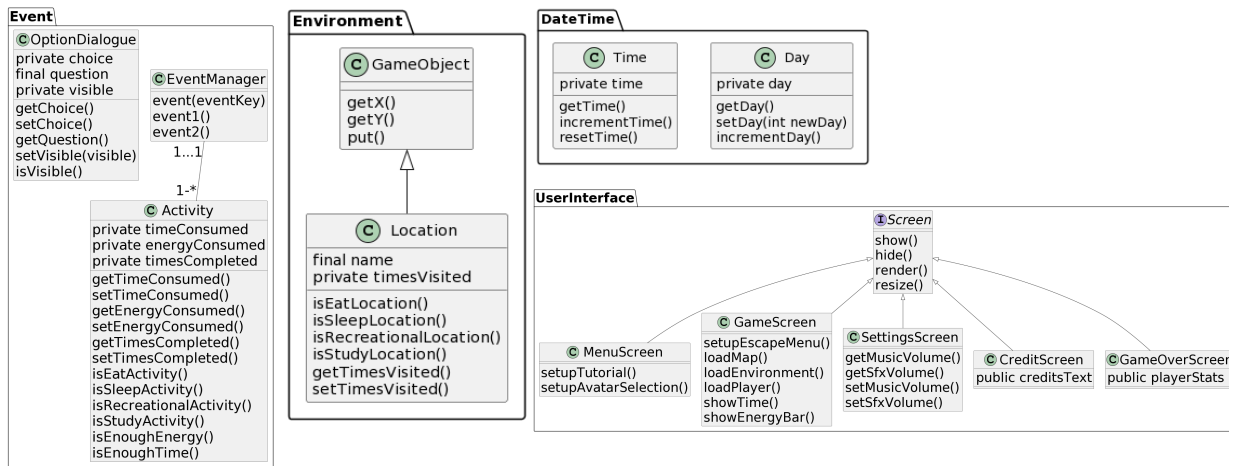 Event
C OptionDialogue
private choice
final question
private visible
getChoice()
setChoice()
getQuestion()
setVisible(visible)
isVisible()
C EventManager
event(eventKey)
event1()
event2()
1...1
1-*
C Activity
private timeConsumed
private energyConsumed
private timesCompleted
getTimeConsumed()
setTimeConsumed()
getEnergyConsumed()
setEnergyConsumed()
getTimesCompleted()
setTimesCompleted()
isEatActivity()
isSleepActivity()
isRecreationalActivity()
isStudyActivity()
isEnoughEnergy()
isEnoughTime()
Environment
C GameObject
getX()
getY()
put()
C Location
final name
private timesVisited
isEatLocation()
isSleepLocation()
isRecreationalLocation()
isStudyLocation()
getTimesVisited()
setTimesVisited()
DateTime
C Time
private time
getTime()
incrementTime()
resetTime()
C Day
private day
getDay()
setDay(int newDay)
incrementDay()
UserInterface
I Screen
show()
hide()
render()
resize()
C MenuScreen
setupTutorial()
setupAvatarSelection()
C GameScreen
setupEscapeMenu()
loadMap()
loadEnvironment()
loadPlayer()
showTime()
showEnergyBar()
C SettingsScreen
getMusicVolume()
getSfxVolume()
setMusicVolume()
setSfxVolume()
C CreditScreen
public creditsText
C GameOverScreen
public playerStats